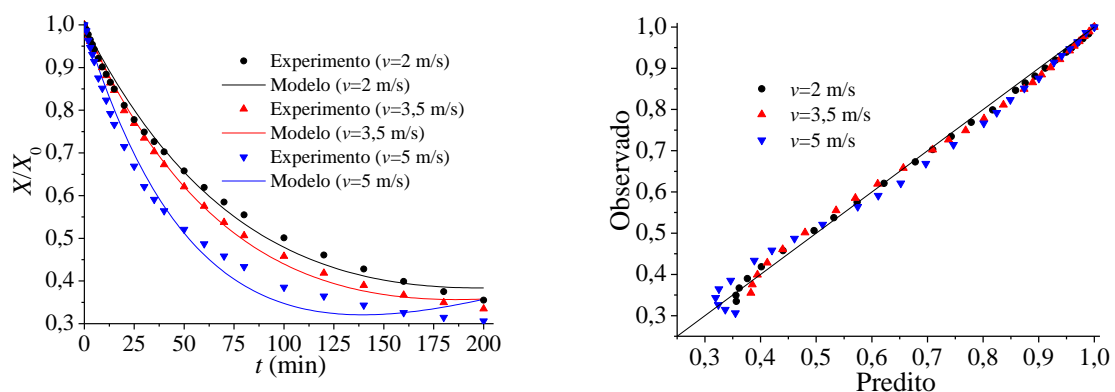 X/X0
1,0
0,9
0,8
0,7
0,6
0,5
0,4
0,3
0
25
50
75
100
120
140
160
180
200
t (min)
Experimento (v=2 m/s)
Modelo (v=2 m/s)
Experimento (v=3,5 m/s)
Modelo (v=3,5 m/s)
Experimento (v=5 m/s)
Modelo (v=5 m/s)
Observado
1,0
0,9
0,8
0,7
0,6
0,5
0,4
0,3
0,3
0,4
0,5
0,6
0,7
0,8
0,9
1,0
Predito
v=2 m/s
v=3,5 m/s
v=5 m/s